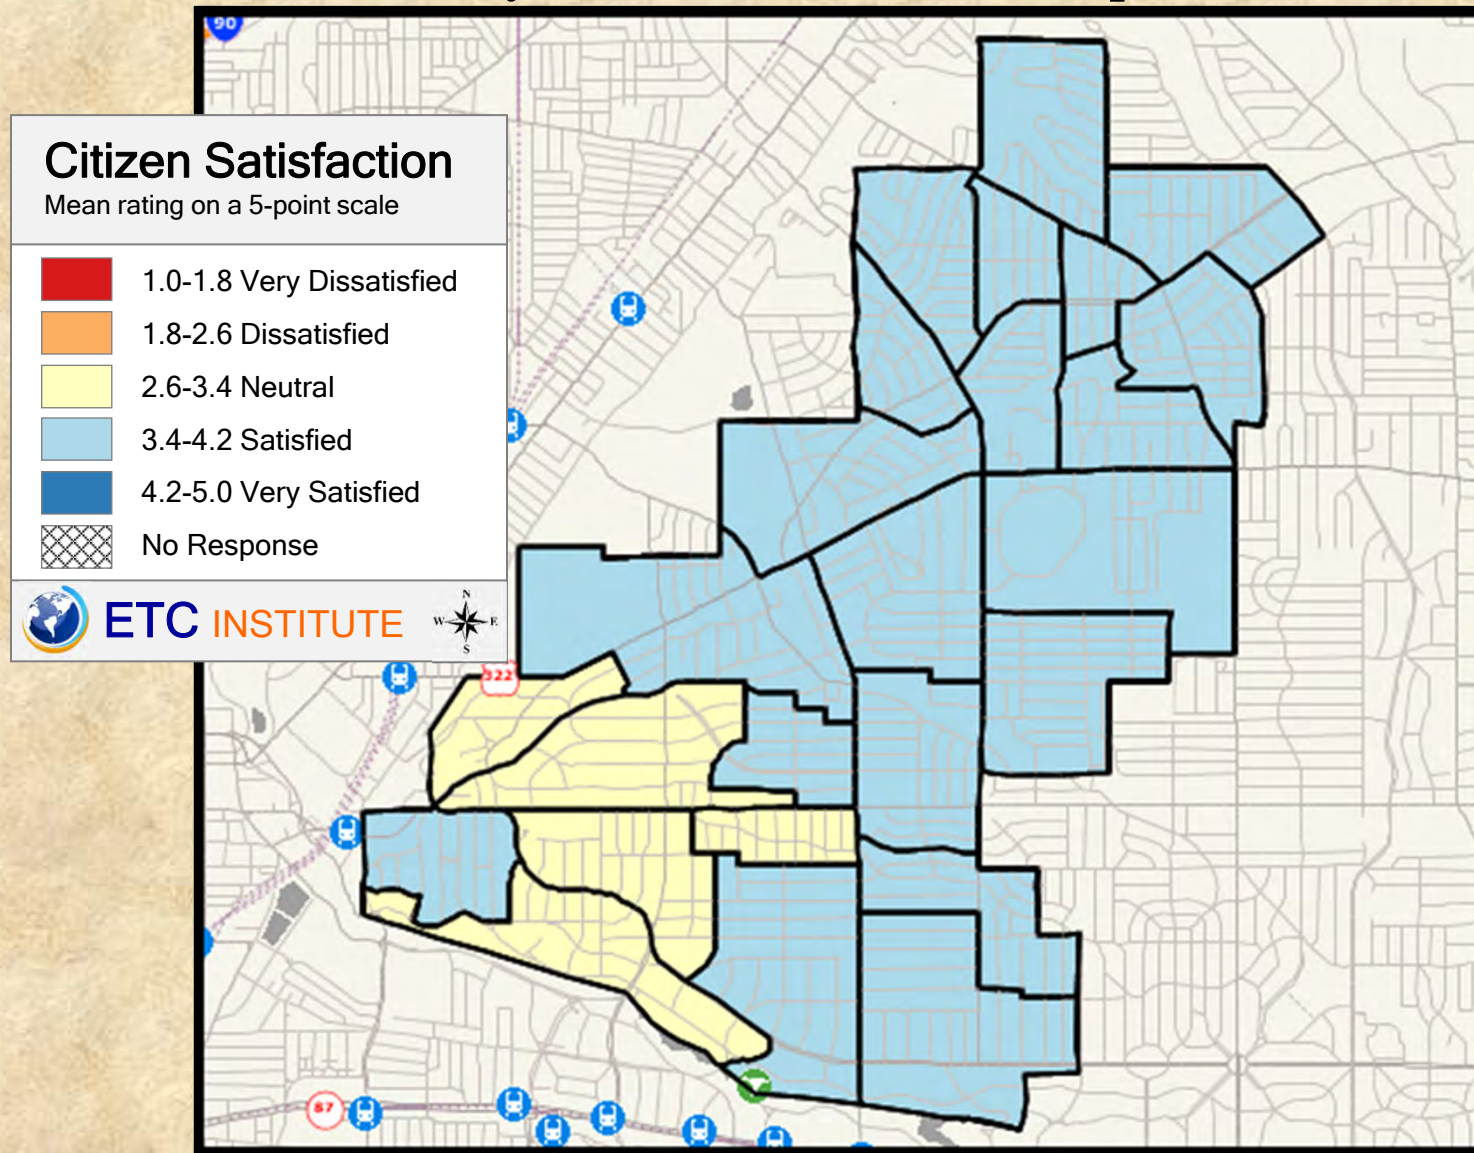 90
Citizen Satisfaction
Mean rating on a 5-point scale
1.0-1.8 Very Dissatisfied
1.8-2.6 Dissatisfied
2.6-3.4 Neutral
3.4-4.2 Satisfied
4.2-5.0 Very Satisfied
No Response
ETC INSTITUTE
N
W E
S
322
87